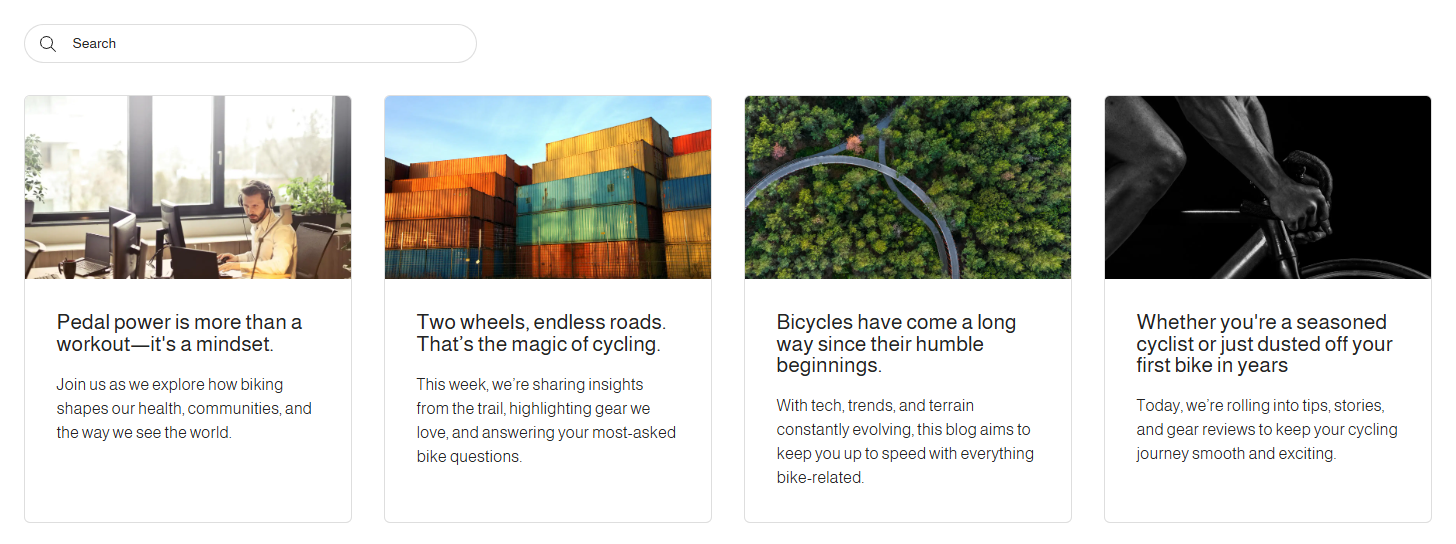 Search
Pedal power is more than a
workout—it's a mindset.
Join us as we explore how biking
shapes our health, communities, and
the way we see the world.
Two wheels, endless roads.
That’s the magic of cycling.
This week, we’re sharing insights
from the trail, highlighting gear we
love, and answering your most-asked
bike questions.
Bicycles have come a long
way since their humble
beginnings.
With tech, trends, and terrain
constantly evolving, this blog aims to
keep you up to speed with everything
bike-related.
Whether you're a seasoned
cyclist or just dusted off your
first bike in years
Today, we’re rolling into tips, stories,
and gear reviews to keep your cycling
journey smooth and exciting.